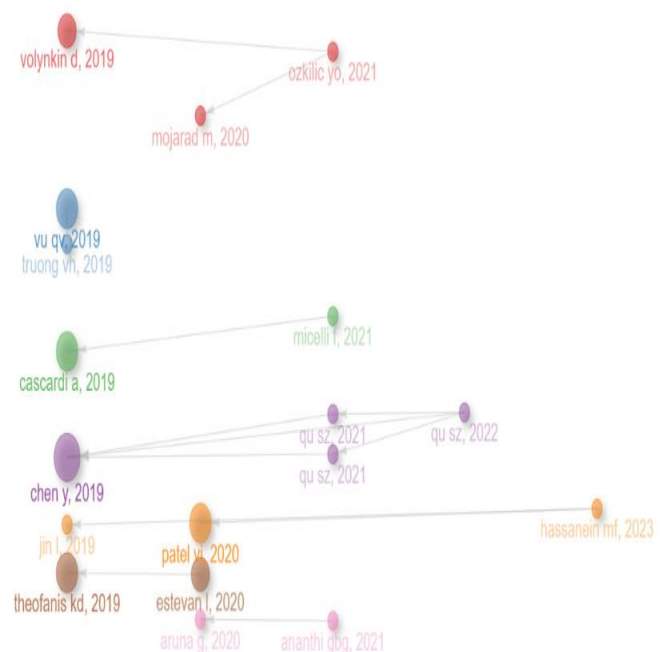 volynkin d, 2019
ozkilic yo, 2021
mojarad m, 2020
vu qv, 2019
truong vh, 2019
micelli f, 2021
cascardi a, 2019
qu sz, 2021
qu sz, 2022
qu sz, 2021
chen y, 2019
hassanein mf, 2023
jin l, 2019
patel vi, 2020
theofanis kd, 2019
estevan l, 2020
aruna g, 2020
ananthi gbg, 2021